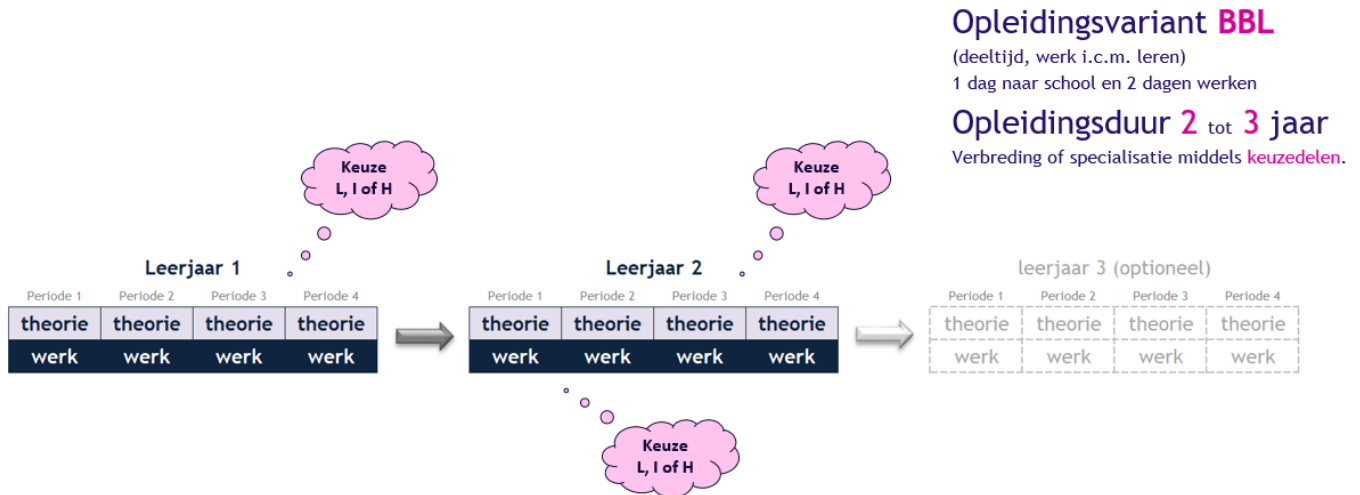 Opleidingsvariant BBL
(deeltijd, werk i.c.m. leren)
1 dag naar school en 2 dagen werken
Opleidingsduur 2 tot 3 jaar
Verbreding of specialisatie middels keuzedelen.
Keuze
L, I of H
Keuze
L, I of H
Leerjaar 1
Periode 1 Periode 2 Periode 3 Periode 4
theorie theorie theorie theorie
werk werk werk werk
Leerjaar 2
Periode 1 Periode 2 Periode 3 Periode 4
theorie theorie theorie theorie
werk werk werk werk
leerjaar 3 (optioneel)
Periode 1 Periode 2 Periode 3 Periode 4
theorie theorie theorie theorie
werk werk werk werk
Keuze
L, I of H